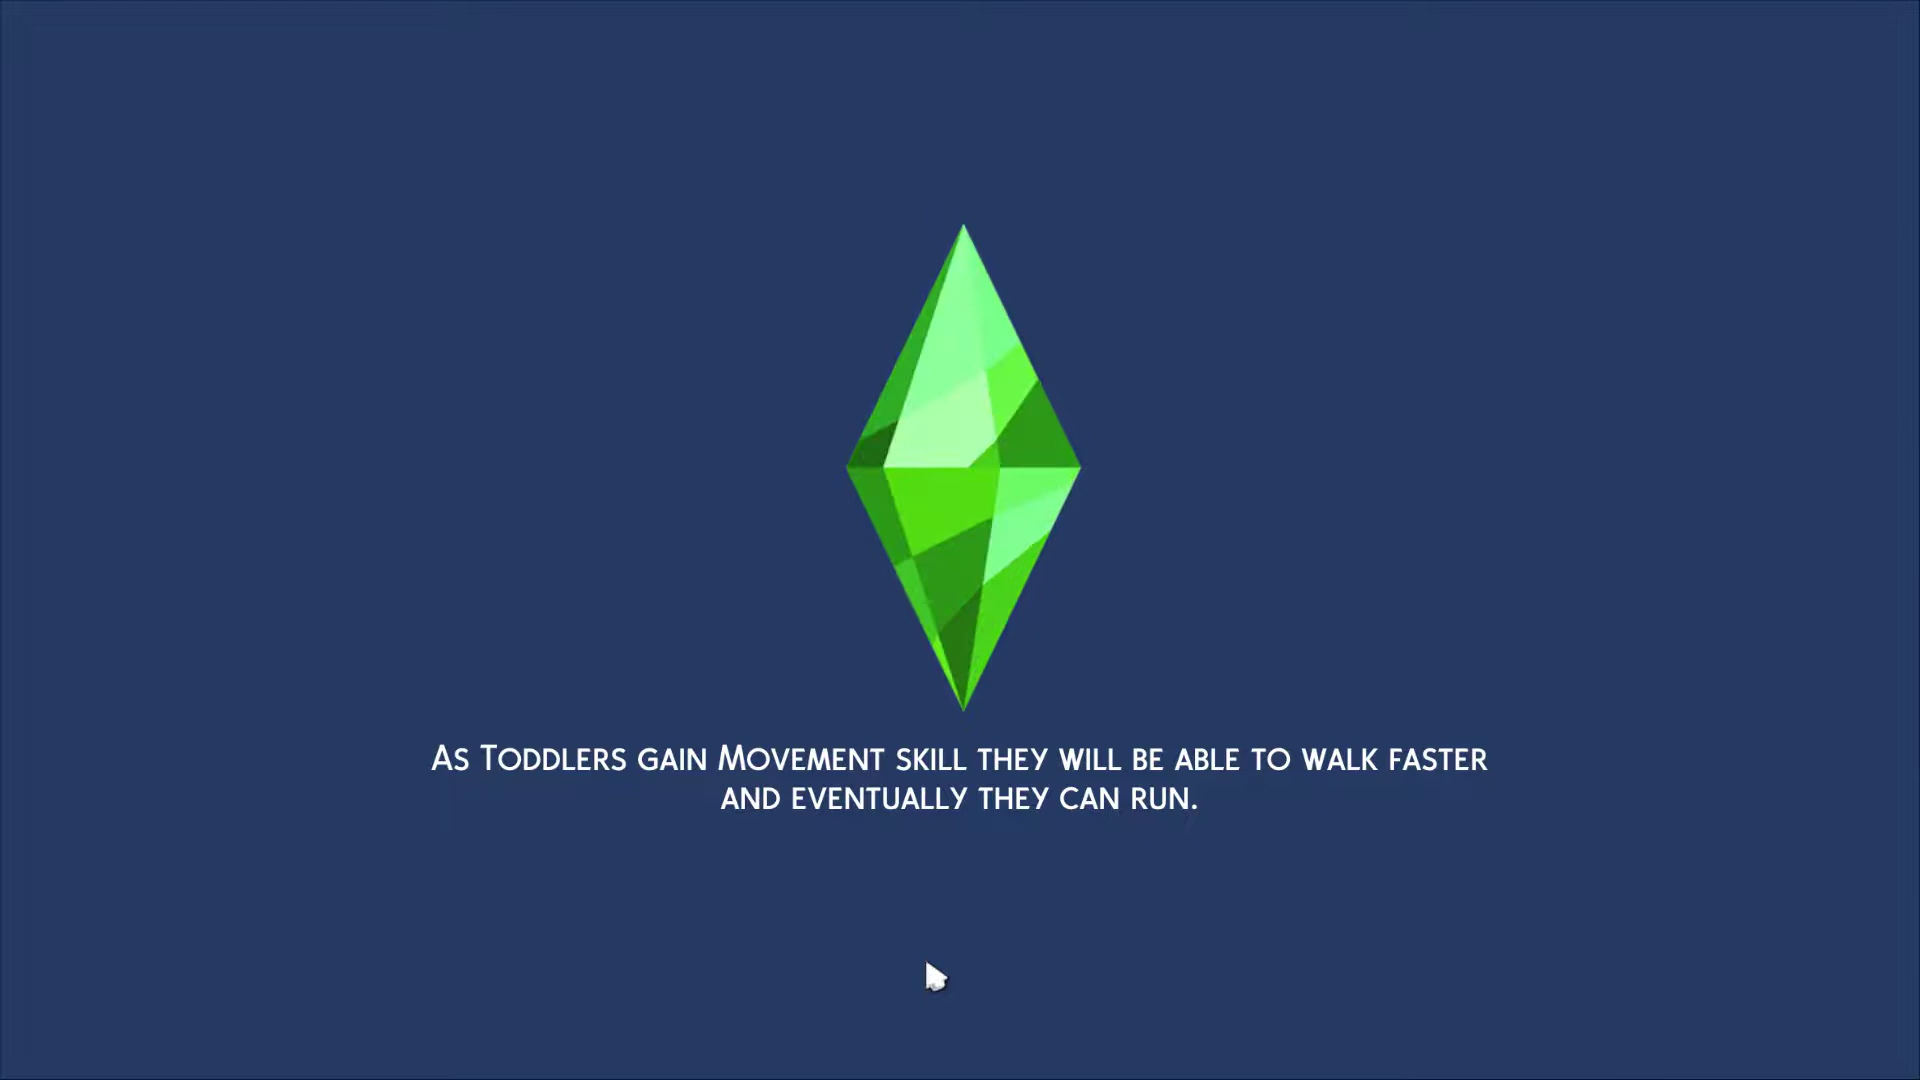 As Toddlers gain Movement skill they will be able to walk faster
and eventually they can run.